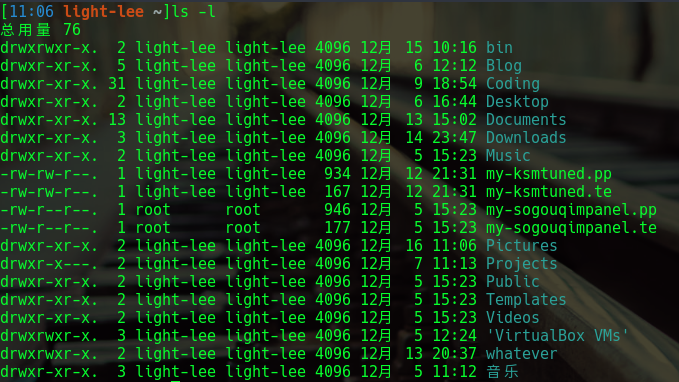 [11:06 light-lee ~]ls -l
总用量 76
drwxrwxr-x.  2 light-lee light-lee 4096 12月  15 10:16 bin
drwxr-xr-x.  5 light-lee light-lee 4096 12月   6 12:12 Blog
drwxr-xr-x. 31 light-lee light-lee 4096 12月   9 18:54 Coding
drwxr-xr-x.  2 light-lee light-lee 4096 12月   6 16:44 Desktop
drwxr-xr-x. 13 light-lee light-lee 4096 12月  13 15:02 Documents
drwxr-xr-x.  3 light-lee light-lee 4096 12月  14 23:47 Downloads
drwxr-xr-x.  2 light-lee light-lee 4096 12月   5 15:23 Music
-rw-rw-r--.  1 light-lee light-lee  934 12月  12 21:31 my-ksmtuned.pp
-rw-rw-r--.  1 light-lee light-lee  167 12月  12 21:31 my-ksmtuned.te
-rw-r--r--.  1 root      root       946 12月   5 15:23 my-sogouqimpanel.pp
-rw-r--r--.  1 root      root       177 12月   5 15:23 my-sogouqimpanel.te
drwxr-xr-x.  2 light-lee light-lee 4096 12月  16 11:06 Pictures
drwxr-x---.  2 light-lee light-lee 4096 12月   7 11:13 Projects
drwxr-xr-x.  2 light-lee light-lee 4096 12月   5 15:23 Public
drwxr-xr-x.  2 light-lee light-lee 4096 12月   5 15:23 Templates
drwxr-xr-x.  2 light-lee light-lee 4096 12月   5 15:23 Videos
drwxrwxr-x.  3 light-lee light-lee 4096 12月   5 12:24 'VirtualBox VMs'
drwxrwxr-x.  2 light-lee light-lee 4096 12月  13 20:37 whatever
drwxr-xr-x.  3 light-lee light-lee 4096 12月   5 11:12 音乐